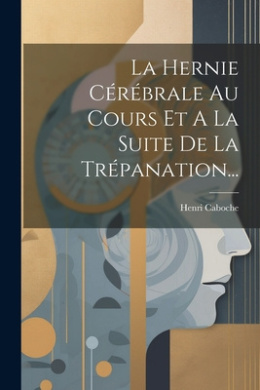 La Hernie
Cérébrale Au
Cours Et A La
Suite De La
Trépanation...
Henri Caboche